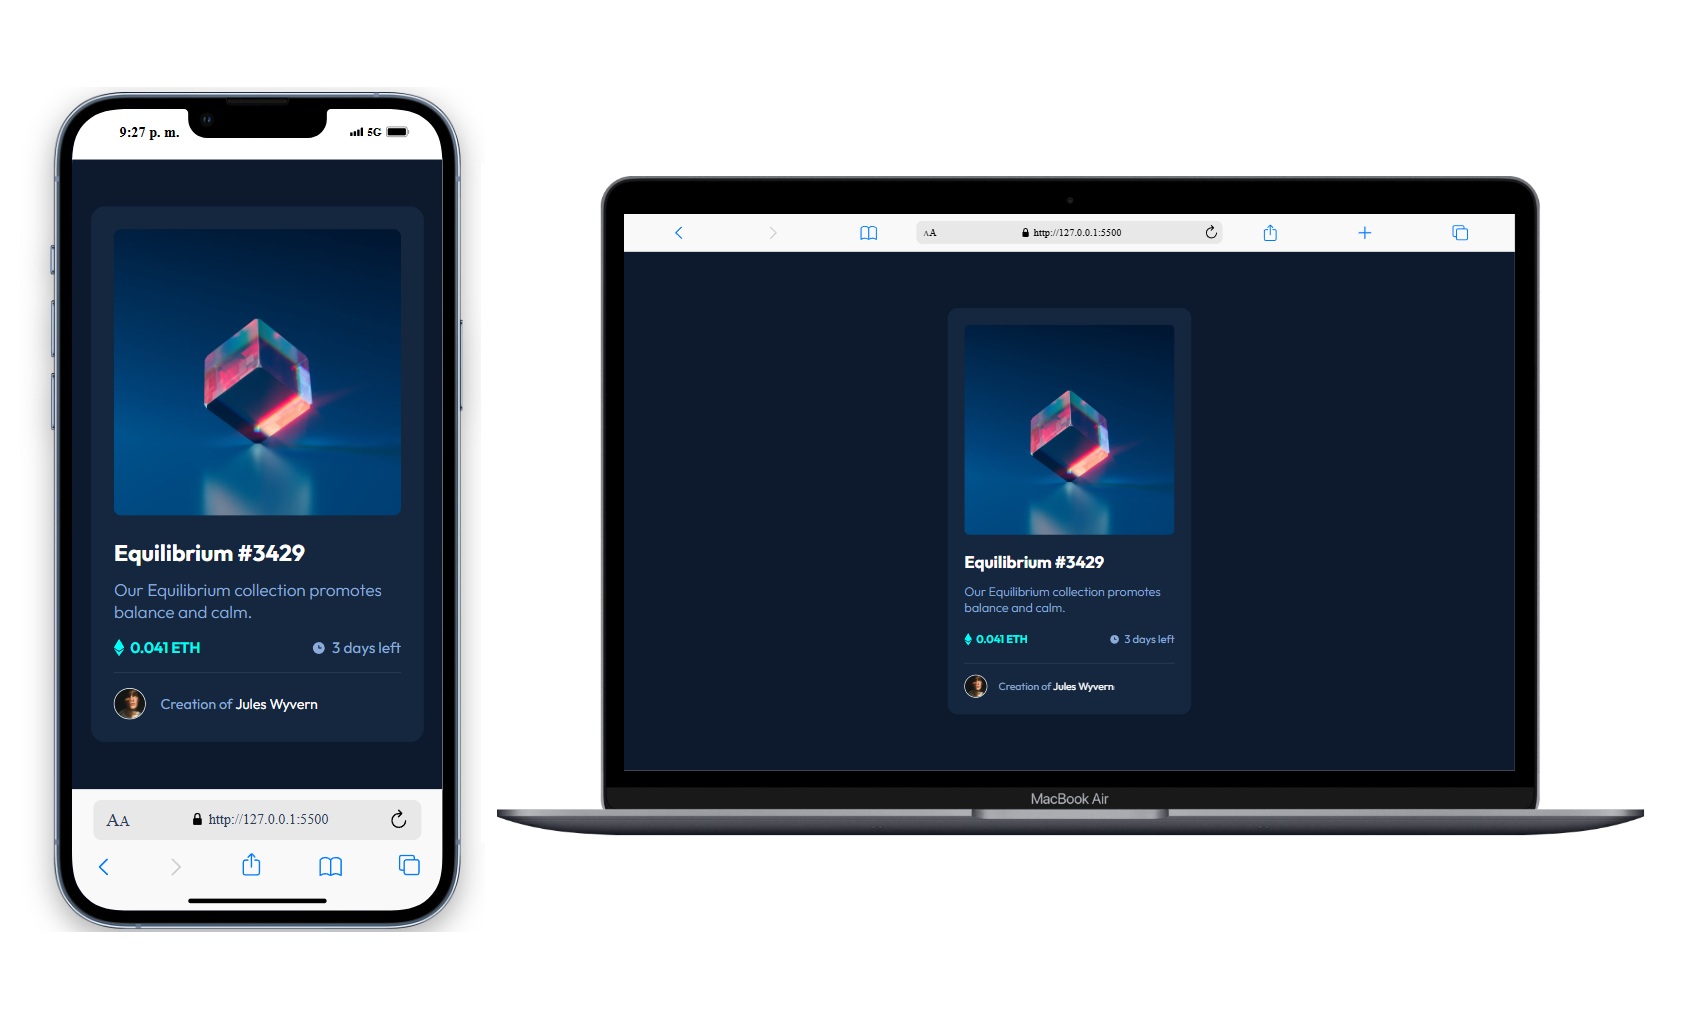 9:27 p. m.
5G
Equilibrium #3429
Our Equilibrium collection promotes
balance and calm.
0.041 ETH
3 days left
Creation of Jules Wyvern
AA
http://127.0.0.1:5500
AA
http://127.0.0.1:5500
Equilibrium #3429
Our Equilibrium collection promotes
balance and calm.
0.041 ETH
3 days left
Creation of Jules Wyvern
MacBook Air